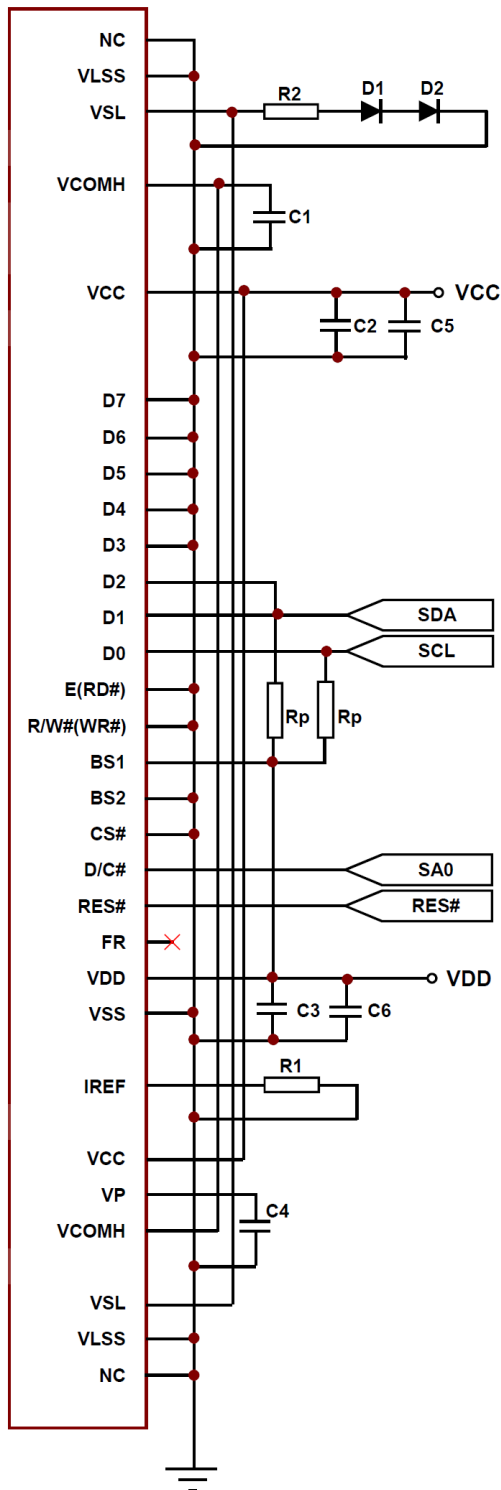 NC
VLSS
VSL R2 D1 D2
VCOMH C1
VCC C2 C5 VCC
D7
D6
D5
D4
D3
D2
D1 SDA
D0 SCL
E(RD#)
R/W#(WR#) Rp Rp
BS1
BS2
CS#
D/C# SA0
RES# RES#
FR
VDD VDD
VSS C3 C6
IREF R1
VCC
VP C4
VCOMH
VSL
VLSS
NC